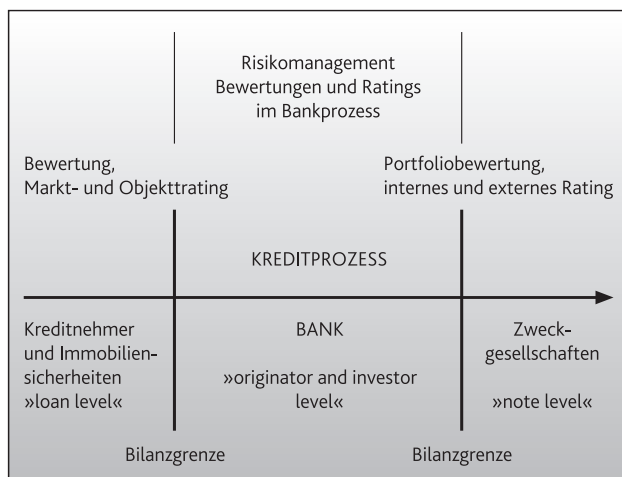 Risikomanagement
Bewertungen und Ratings
im Bankprozess
Bewertung,
Markt- und Objekttrating
Portfoliobewertung,
internes und externes Rating
KREDITPROZESS
Kreditnehmer
und Immobilien-
sicherheiten
»loan level«
BANK
»originator and investor
level«
Zweck-
gesellschaften
»note level«
Bilanzgrenze
Bilanzgrenze